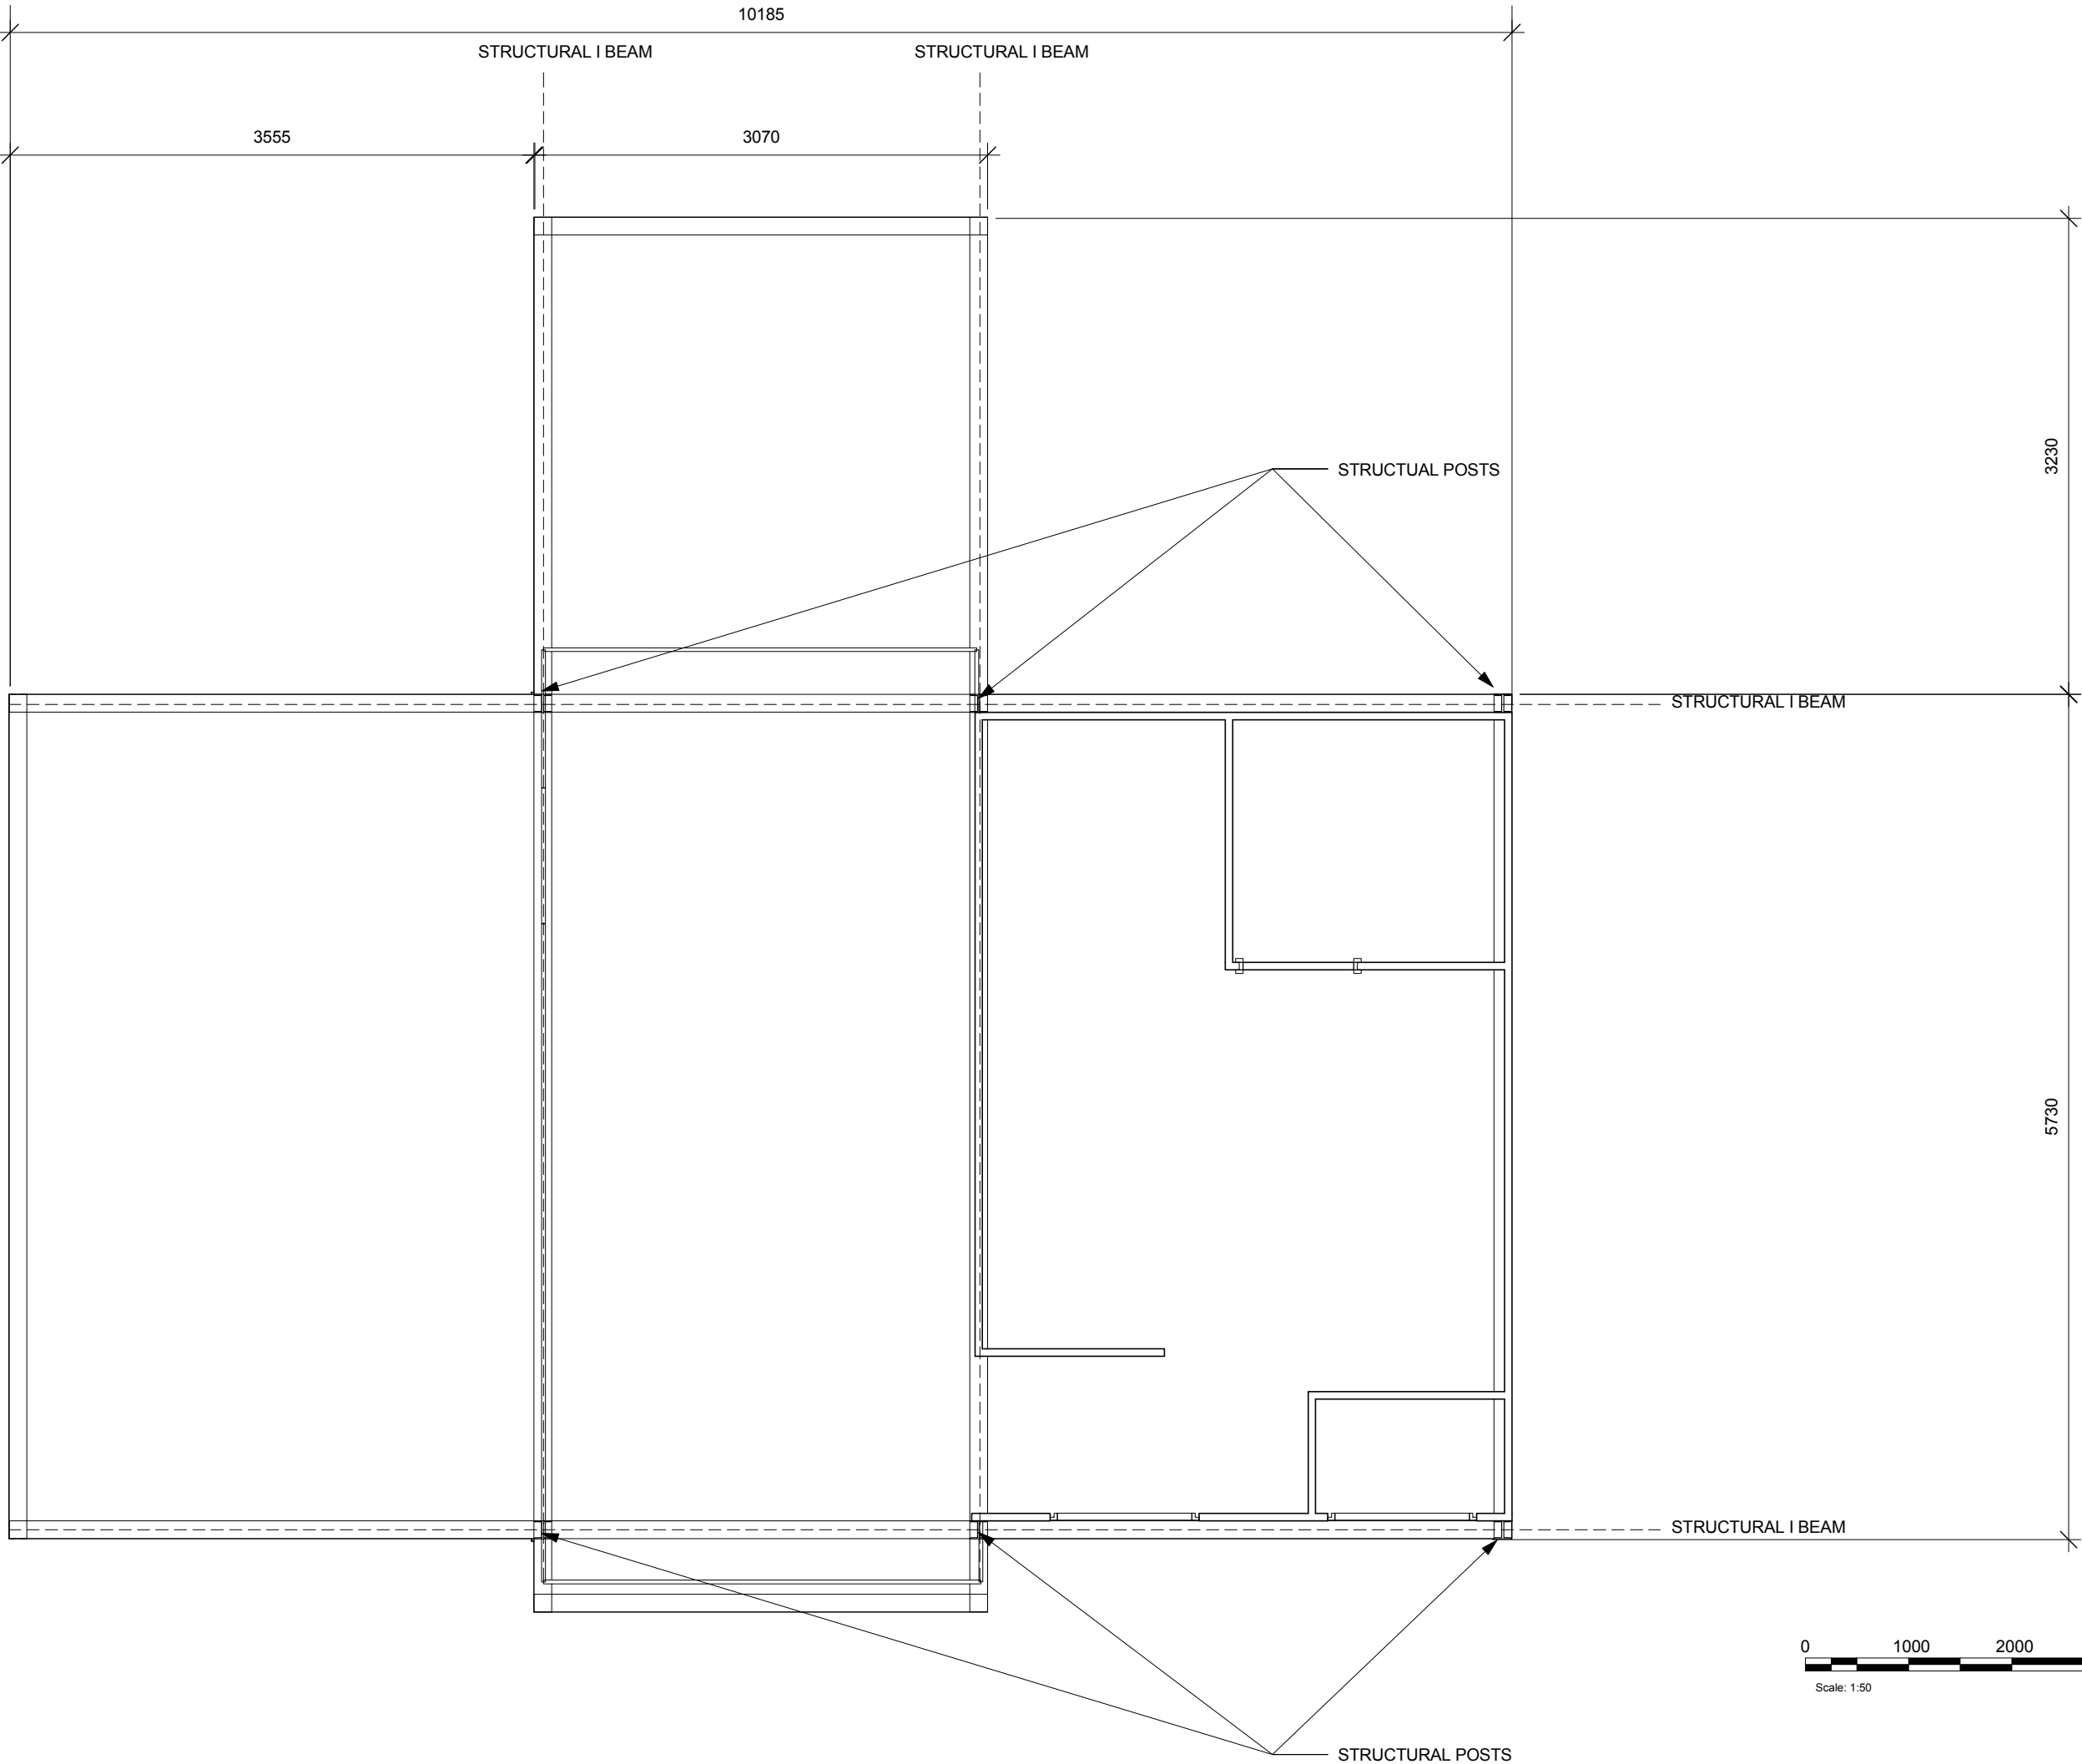 10185
STRUCTURAL I BEAM
STRUCTURAL I BEAM
3555
3070
3230
STRUCTUAL POSTS
STRUCTURAL I BEAM
5730
STRUCTURAL I BEAM
0 1000 2000
Scale: 1:50
STRUCTURAL POSTS